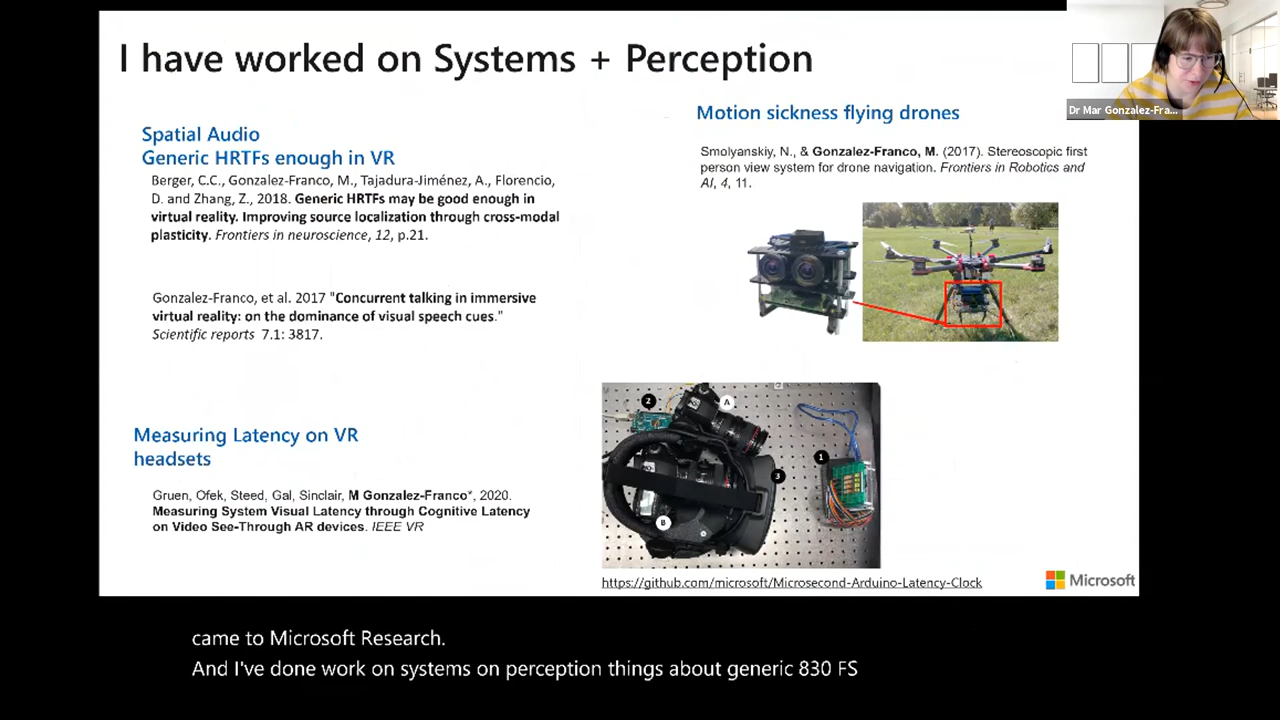 I have worked on Systems + Perception
Spatial Audio
Generic HRTFs enough in VR
Berger, C.C., Gonzalez-Franco, M., Tajadura-Jiménez, A., Florencio,
D. and Zhang, Z., 2018. Generic HRTFs may be good enough in
virtual reality. Improving source localization through cross-modal
plasticity. Frontiers in neuroscience, 12, p.21.
Gonzalez-Franco, et al. 2017 "Concurrent talking in immersive
virtual reality: on the dominance of visual speech cues."
Scientific reports 7.1: 3817.
Measuring Latency on VR
headsets
Gruen, Ofek, Steed, Gal, Sinclair, M Gonzalez-Franco*, 2020.
Measuring System Visual Latency through Cognitive Latency
on Video See-Through AR devices. IEEE VR
Motion sickness flying drones
Smolyanskiy, N., & Gonzalez-Franco, M. (2017). Stereoscopic first
person view system for drone navigation. Frontiers in Robotics and
AI, 4, 11.
2
A
1
3
B
https://github.com/microsoft/Microsecond-Arduino-Latency-Clock
Microsoft
Dr Mar Gonzalez-Fra...
came to Microsoft Research.
And I've done work on systems on perception things about generic 830 FS